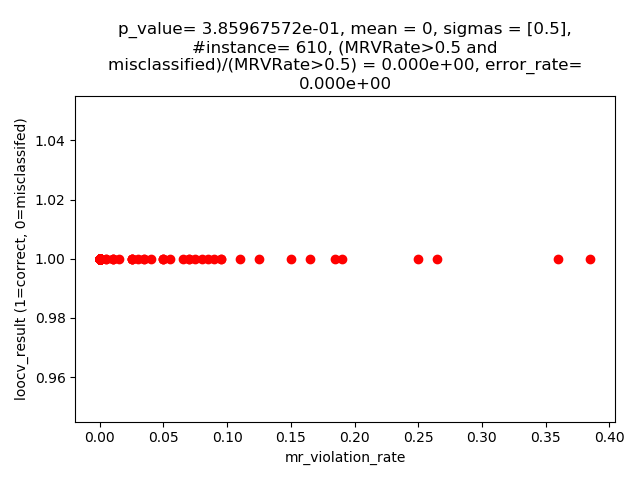 p_value= 3.85967572e-01, mean = 0, sigmas = [0.5],
#instance= 610, (MRVRate>0.5 and
misclassified)/(MRVRate>0.5) = 0.000e+00, error_rate=
0.000e+00
loocv_result (1=correct, 0=misclassifed)
1.04
1.02
1.00
0.98
0.96
0.00 0.05 0.10 0.15 0.20 0.25 0.30 0.35 0.40
mr_violation_rate